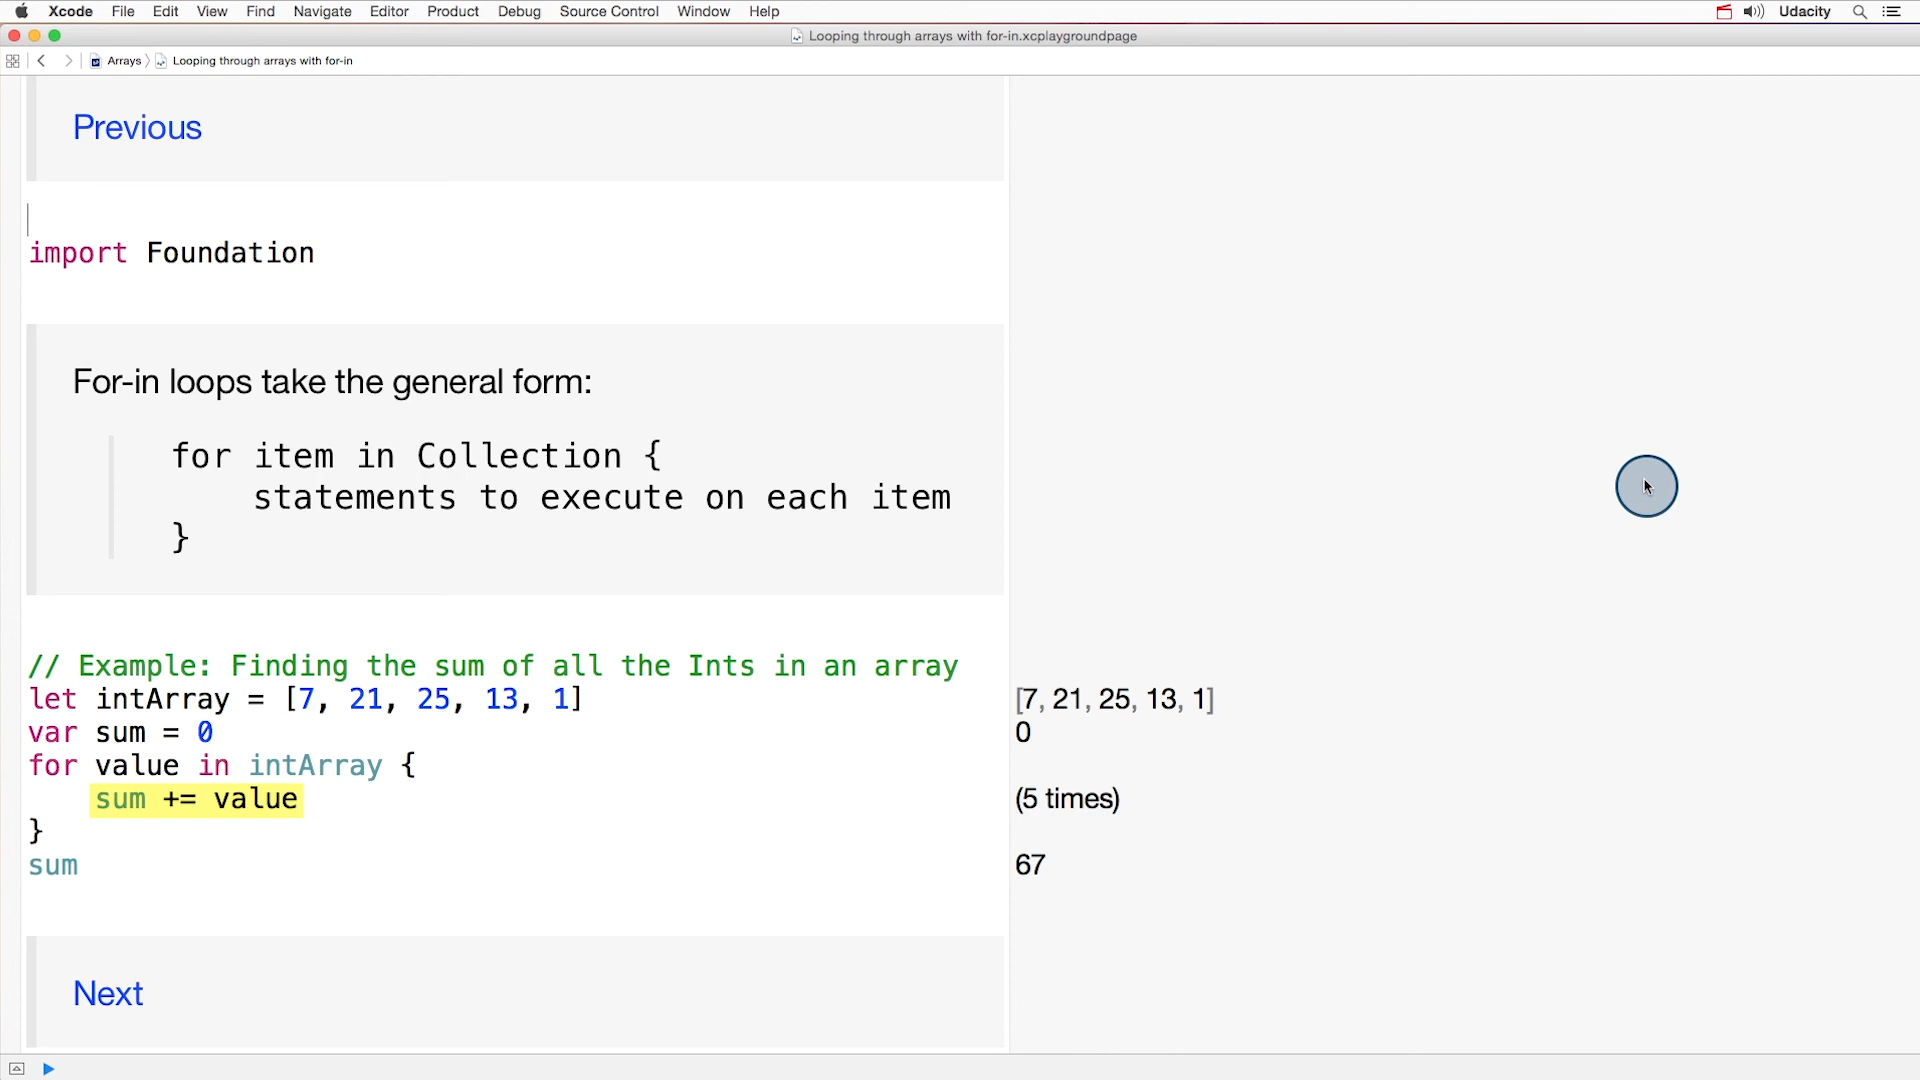 Xcode File Edit View Find Navigate Editor Product Debug Source Control Window Help Udacity
Looping through arrays with for-in.xcplaygroundpage
Arrays Looping through arrays with for-in
Previous
import Foundation
For-in loops take the general form:
for item in Collection {
statements to execute on each item
}
// Example: Finding the sum of all the Ints in an array
let intArray = [7, 21, 25, 13, 1] [7, 21, 25, 13, 1]
var sum = 0 0
for value in intArray {
sum += value (5 times)
}
sum 67
Next